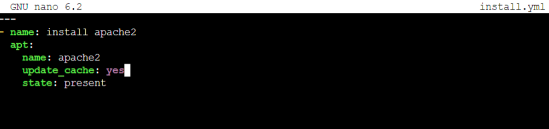 GNU nano 6.2 install.yml
---
- name: install apache2
  apt:
    name: apache2
    update_cache: yes
    state: present